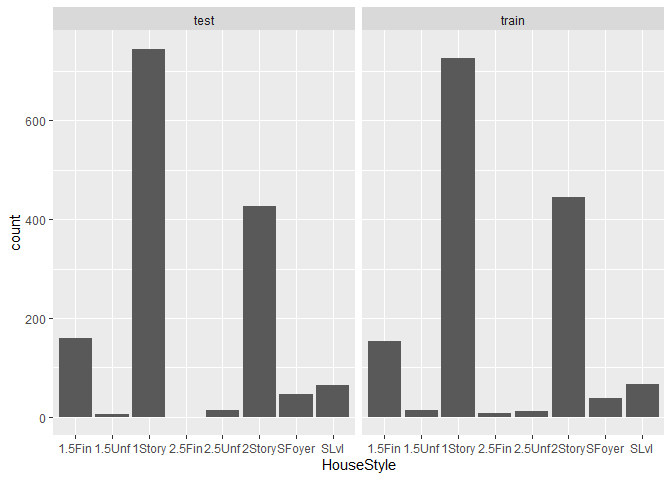 test train
count
600
400
200
0
1.5Fin 1.5Unf 1Story 2.5Fin 2.5Unf 2Story SFoyer SLvl 1.5Fin 1.5Unf 1Story 2.5Fin 2.5Unf 2Story SFoyer SLvl
HouseStyle